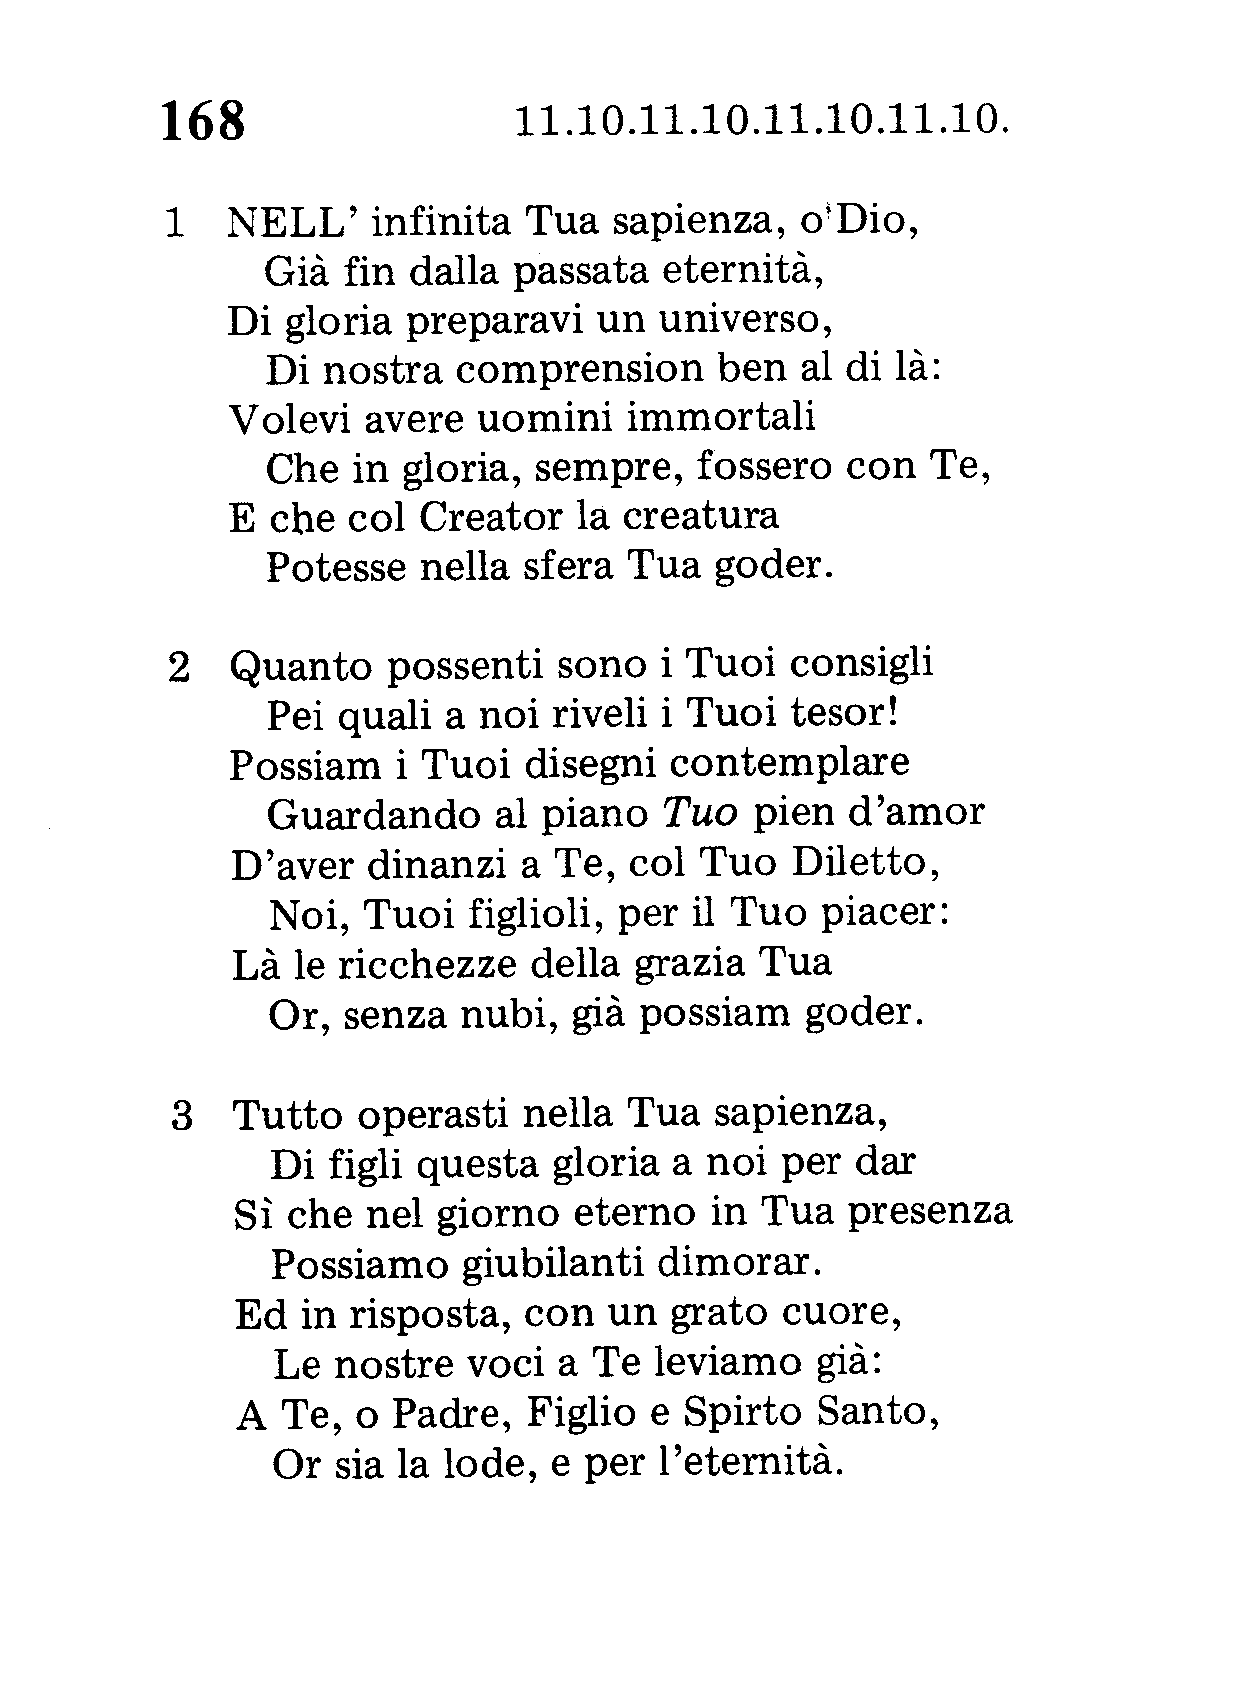 168 11.10.11.10.11.10.11.10.
1 NELL’ infinita Tua sapienza, o'Dio,
Già fin dalla passata eternità,
Di gloria preparavi un universo,
Di nostra comprension ben al di là:
Volevi avere uomini immortali
Che in gloria, sempre, fossero con Te,
E che col Creator la creatura
Potesse nella sfera Tua goder.
2 Quanto possenti sono i Tuoi consigli
Pei quali a noi riveli i Tuoi tesor!
Possiam i Tuoi disegni contemplare
Guardando al piano Tuo pien d’amor
D’aver dinanzi a Te, col Tuo Diletto,
Noi, Tuoi figlioli, per il Tuo piacer:
Là le ricchezze della grazia Tua
Or, senza nubi, già possiam goder.
3 Tutto operasti nella Tua sapienza,
Di figli questa gloria a noi per dar
Sì che nel giorno eterno in Tua presenza
Possiamo giubilanti dimorar.
Ed in risposta, con un grato cuore,
Le nostre voci a Te leviamo già:
A Te, o Padre, Figlio e Spirto Santo,
Or sia la lode, e per l’eternità.